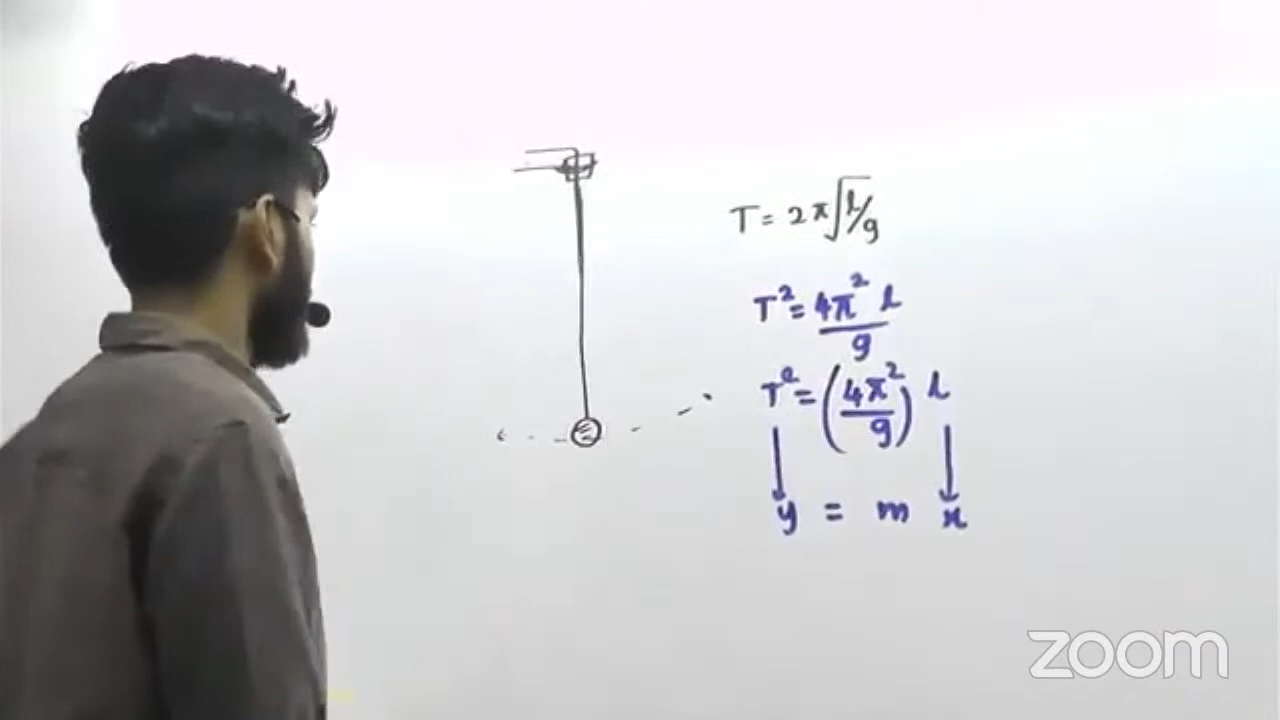 T = 2π√l/g
T² = 4π² l / g
T² = (4π² / g) l
y = m x
zoom